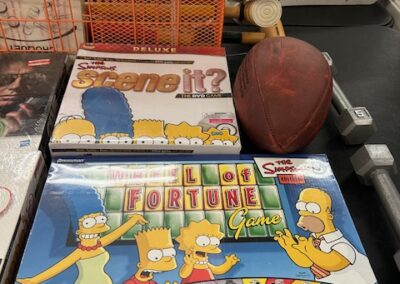 DELUXE
THE Simpsons
scene it?
THE DVD GAME
THE Simpsons
WHEEL of
FORTUNE
Game